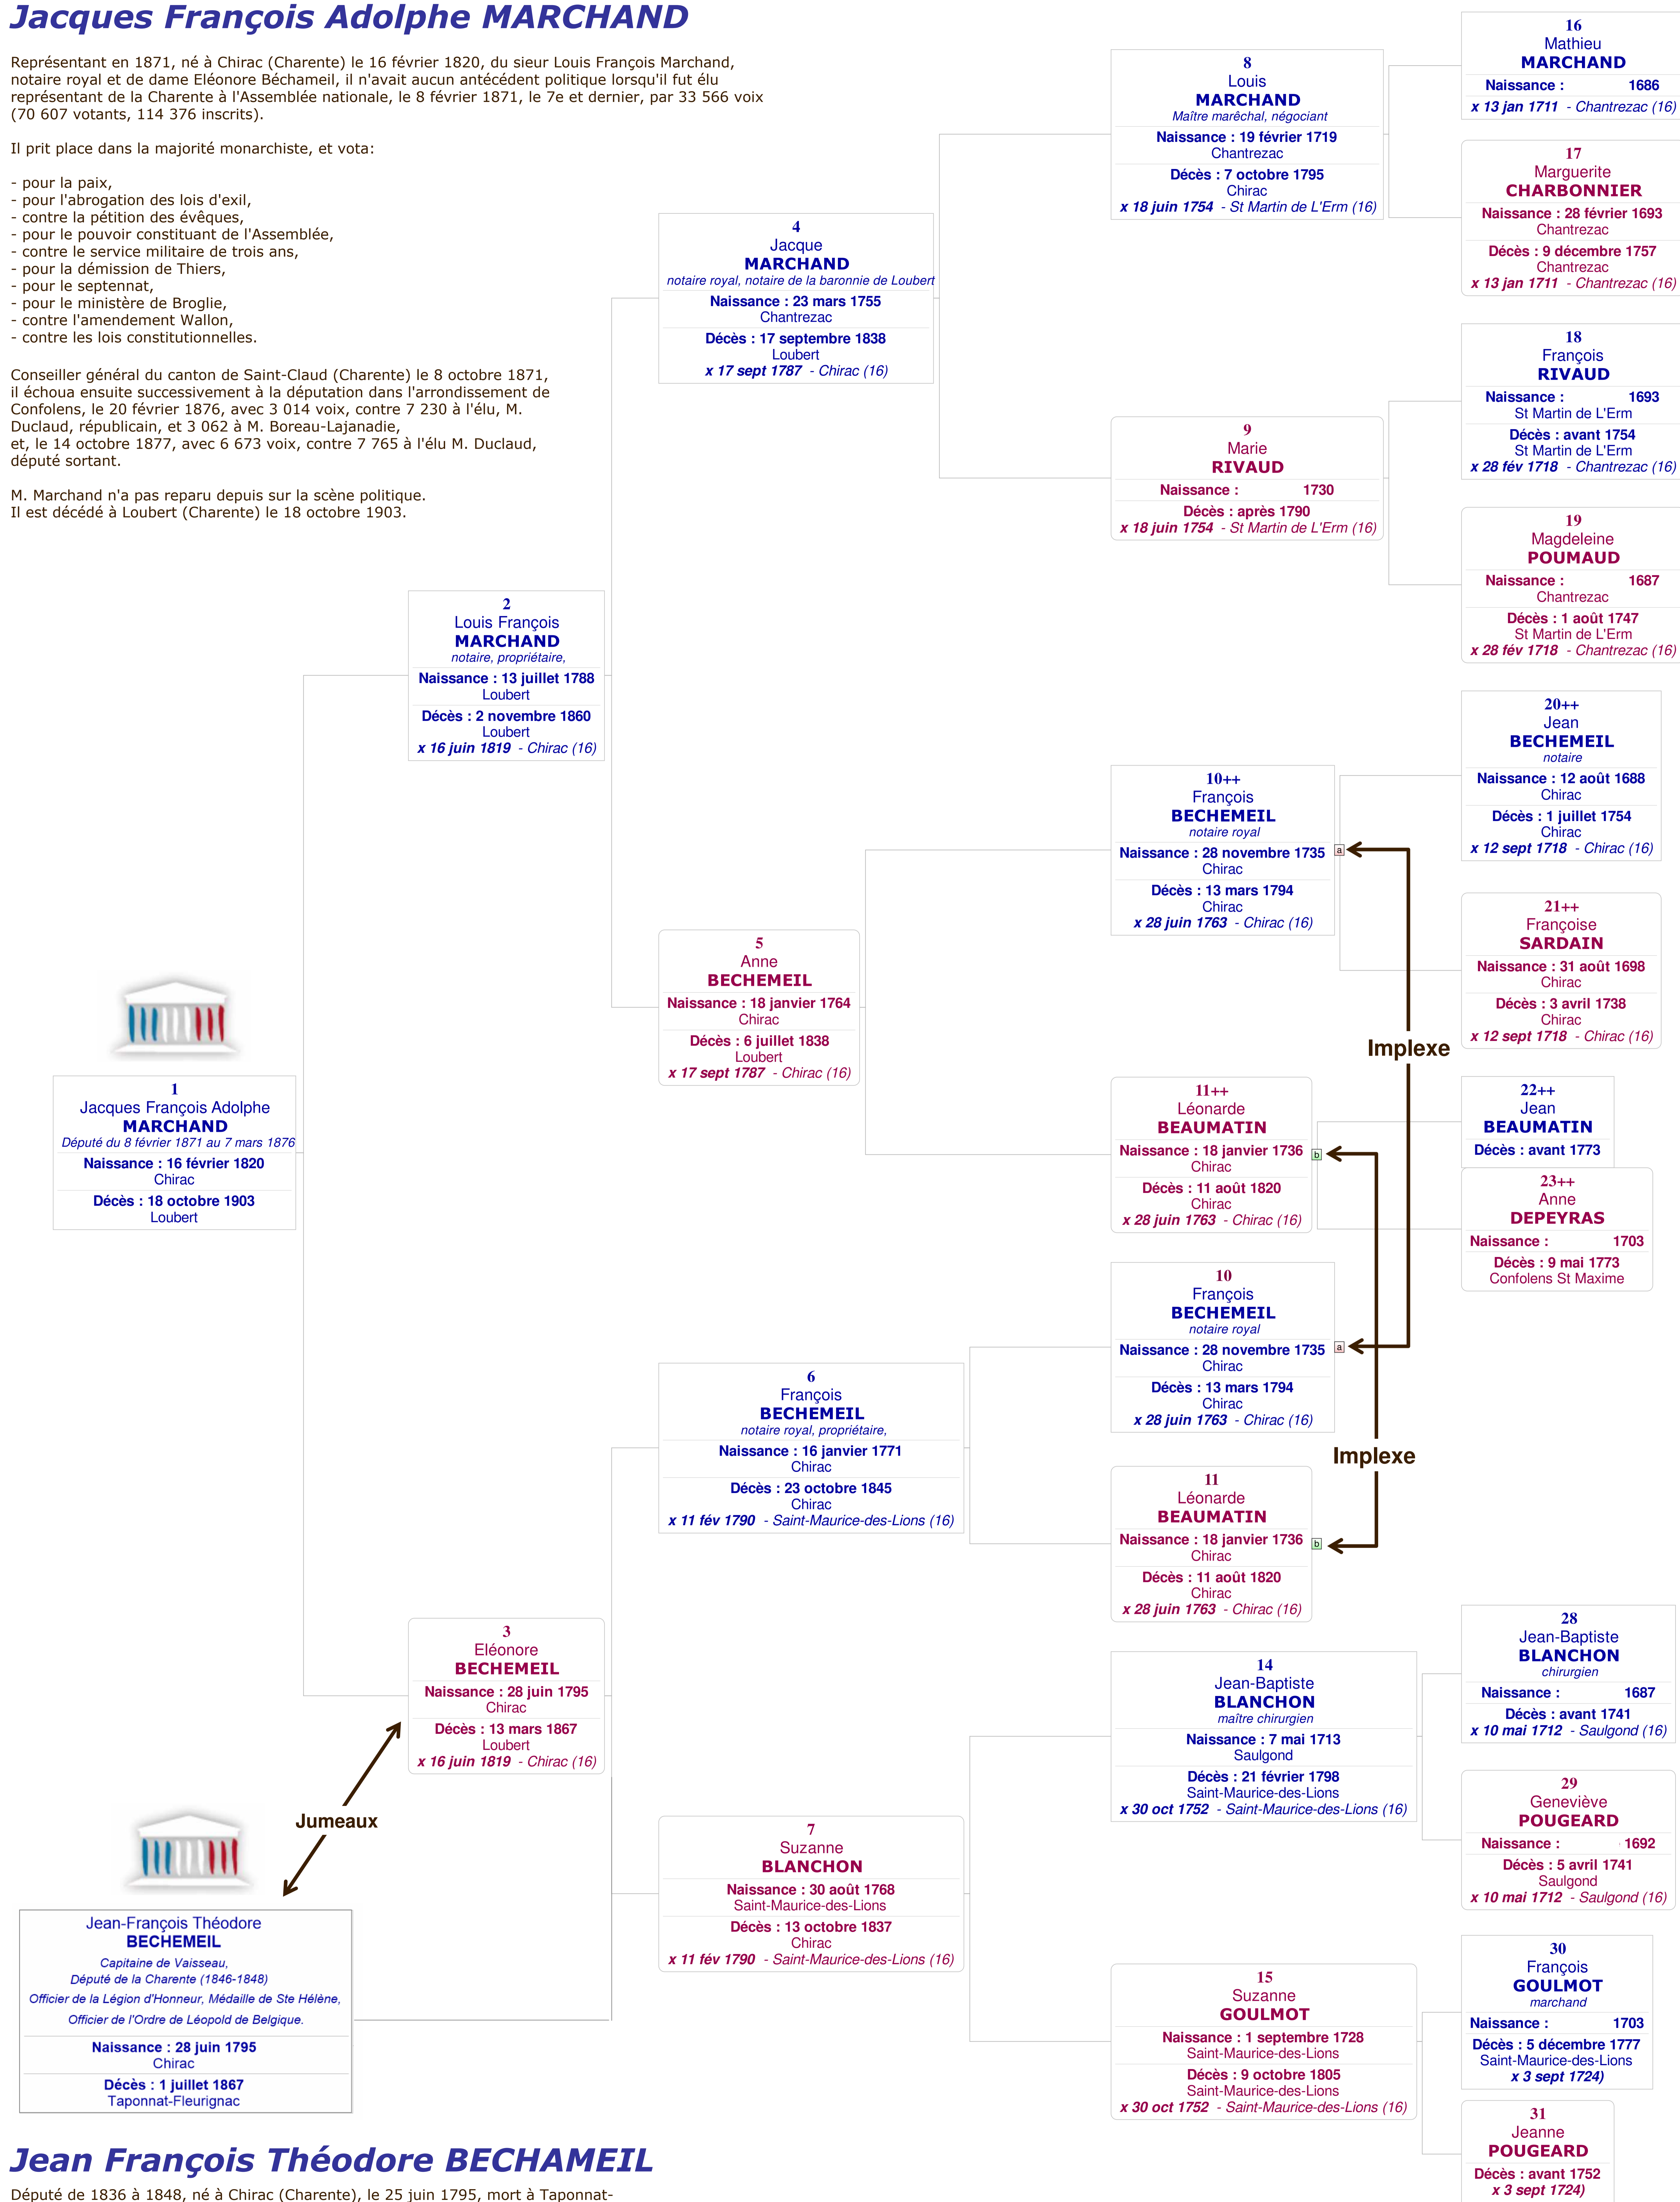 Jacques François Adolphe MARCHAND
Représentant en 1871, né à Chirac (Charente) le 16 février 1820, du sieur Louis François Marchand,
notaire royal et de dame Eléonore Béchameil, il n'avait aucun antécédent politique lorsqu'il fut élu
représentant de la Charente à l'Assemblée nationale, le 8 février 1871, le 7e et dernier, par 33 566 voix
(70 607 votants, 114 376 inscrits).
Il prit place dans la majorité monarchiste, et vota:
- pour la paix,
- pour l'abrogation des lois d'exil,
- contre la pétition des évêques,
- pour le pouvoir constituant de l'Assemblée,
- contre le service militaire de trois ans,
- pour la démission de Thiers,
- pour le septennat,
- pour le ministère de Broglie,
- contre l'amendement Wallon,
- contre les lois constitutionnelles.
Conseiller général du canton de Saint-Claud (Charente) le 8 octobre 1871,
il échoua ensuite successivement à la députation dans l'arrondissement de
Confolens, le 20 février 1876, avec 3 014 voix, contre 7 230 à l'élu, M.
Duclaud, républicain, et 3 062 à M. Boreau-Lajanadie,
et, le 14 octobre 1877, avec 6 673 voix, contre 7 765 à l'élu M. Duclaud,
député sortant.
M. Marchand n'a pas reparu depuis sur la scène politique.
Il est décédé à Loubert (Charente) le 18 octobre 1903.
1
Jacques François Adolphe
MARCHAND
Député du 8 février 1871 au 7 mars 1876
Naissance : 16 février 1820
Chirac
Décès : 18 octobre 1903
Loubert
2
Louis François
MARCHAND
notaire, propriétaire,
Naissance : 13 juillet 1788
Loubert
Décès : 2 novembre 1860
Loubert
x 16 juin 1819 - Chirac (16)
3
Eléonore
BECHEMEIL
Naissance : 28 juin 1795
Chirac
Décès : 13 mars 1867
Loubert
x 16 juin 1819 - Chirac (16)
Jumeaux
Jean-François Théodore
BECHEMEIL
Capitaine de Vaisseau,
Député de la Charente (1846-1848)
Officier de la Légion d'Honneur, Médaille de Ste Hélène,
Officier de l'Ordre de Léopold de Belgique.
Naissance : 28 juin 1795
Chirac
Décès : 1 juillet 1867
Taponnat-Fleurignac
4
Jacque
MARCHAND
notaire royal, notaire de la baronnie de Loubert
Naissance : 23 mars 1755
Chantrezac
Décès : 17 septembre 1838
Loubert
x 17 sept 1787 - Chirac (16)
5
Anne
BECHEMEIL
Naissance : 18 janvier 1764
Chirac
Décès : 6 juillet 1838
Loubert
x 17 sept 1787 - Chirac (16)
6
François
BECHEMEIL
notaire royal, propriétaire,
Naissance : 16 janvier 1771
Chirac
Décès : 23 octobre 1845
Chirac
x 11 fév 1790 - Saint-Maurice-des-Lions (16)
7
Suzanne
BLANCHON
Naissance : 30 août 1768
Saint-Maurice-des-Lions
Décès : 13 octobre 1837
Chirac
x 11 fév 1790 - Saint-Maurice-des-Lions (16)
8
Louis
MARCHAND
Maître marêchal, négociant
Naissance : 19 février 1719
Chantrezac
Décès : 7 octobre 1795
Chirac
x 18 juin 1754 - St Martin de L'Erm (16)
9
Marie
RIVAUD
Naissance : 1730
Décès : après 1790
x 18 juin 1754 - St Martin de L'Erm (16)
10++
François
BECHEMEIL
notaire royal
Naissance : 28 novembre 1735
Chirac
Décès : 13 mars 1794
Chirac
x 28 juin 1763 - Chirac (16)
a
11++
Léonarde
BEAUMATIN
Naissance : 18 janvier 1736
Chirac
Décès : 11 août 1820
Chirac
x 28 juin 1763 - Chirac (16)
b
10
François
BECHEMEIL
notaire royal
Naissance : 28 novembre 1735
Chirac
Décès : 13 mars 1794
Chirac
x 28 juin 1763 - Chirac (16)
a
11
Léonarde
BEAUMATIN
Naissance : 18 janvier 1736
Chirac
Décès : 11 août 1820
Chirac
x 28 juin 1763 - Chirac (16)
b
Implexe
Implexe
14
Jean-Baptiste
BLANCHON
maître chirurgien
Naissance : 7 mai 1713
Saulgond
Décès : 21 février 1798
Saint-Maurice-des-Lions
x 30 oct 1752 - Saint-Maurice-des-Lions (16)
15
Suzanne
GOULMOT
Naissance : 1 septembre 1728
Saint-Maurice-des-Lions
Décès : 9 octobre 1805
Saint-Maurice-des-Lions
x 30 oct 1752 - Saint-Maurice-des-Lions (16)
16
Mathieu
MARCHAND
Naissance : 1686
x 13 jan 1711 - Chantrezac (16)
17
Marguerite
CHARBONNIER
Naissance : 28 février 1693
Chantrezac
Décès : 9 décembre 1757
Chantrezac
x 13 jan 1711 - Chantrezac (16)
18
François
RIVAUD
Naissance : 1693
St Martin de L'Erm
Décès : avant 1754
St Martin de L'Erm
x 28 fév 1718 - Chantrezac (16)
19
Magdeleine
POUMAUD
Naissance : 1687
Chantrezac
Décès : 1 août 1747
St Martin de L'Erm
x 28 fév 1718 - Chantrezac (16)
20++
Jean
BECHEMEIL
notaire
Naissance : 12 août 1688
Chirac
Décès : 1 juillet 1754
Chirac
x 12 sept 1718 - Chirac (16)
21++
Françoise
SARDAIN
Naissance : 31 août 1698
Chirac
Décès : 3 avril 1738
Chirac
x 12 sept 1718 - Chirac (16)
22++
Jean
BEAUMATIN
Décès : avant 1773
23++
Anne
DEPEYRAS
Naissance : 1703
Décès : 9 mai 1773
Confolens St Maxime
28
Jean-Baptiste
BLANCHON
chirurgien
Naissance : 1687
Décès : avant 1741
x 10 mai 1712 - Saulgond (16)
29
Geneviève
POUGEARD
Naissance : 1692
Décès : 5 avril 1741
Saulgond
x 10 mai 1712 - Saulgond (16)
30
François
GOULMOT
marchand
Naissance : 1703
Décès : 5 décembre 1777
Saint-Maurice-des-Lions
x 3 sept 1724)
31
Jeanne
POUGEARD
Décès : avant 1752
x 3 sept 1724)
Jean François Théodore BECHAMEIL
Député de 1836 à 1848, né à Chirac (Charente), le 25 juin 1795, mort à Taponnat-